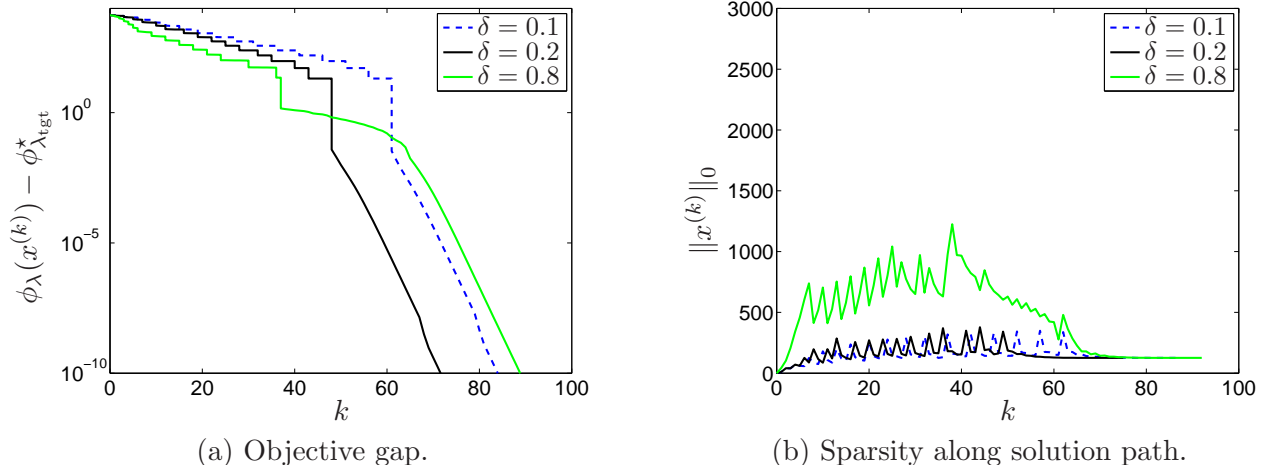 δ = 0.1
δ = 0.2
δ = 0.8
10⁰
10⁻⁵
10⁻¹⁰
0
20
40
60
80
100
k
ϕ_λ(x^(k)) − ϕ*_λtgt
(a) Objective gap.
δ = 0.1
δ = 0.2
δ = 0.8
3000
2500
2000
1500
1000
500
0
0
20
40
60
80
100
k
‖x^(k)‖₀
(b) Sparsity along solution path.